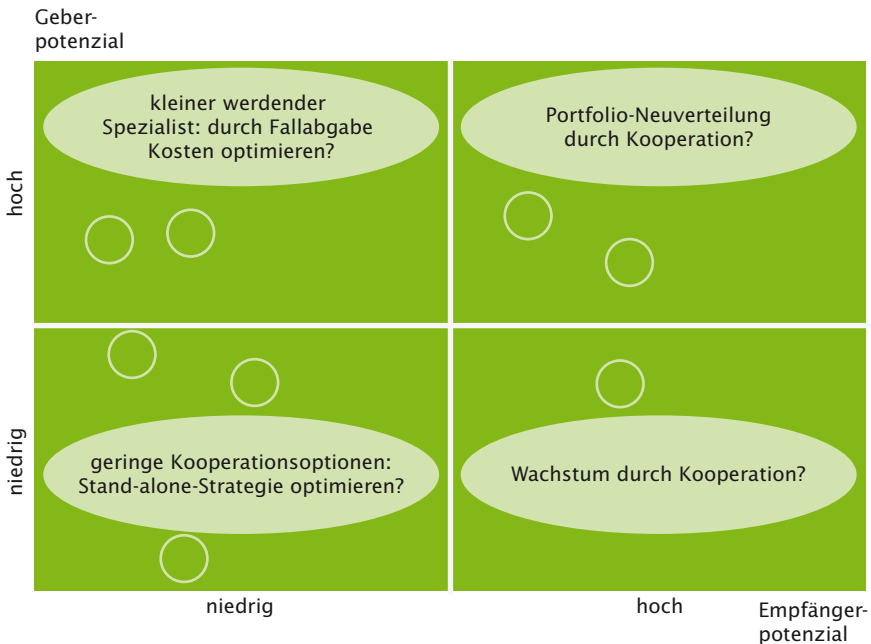 Geber-
potenzial
kleiner werdender
Spezialist: durch Fallabgabe
Kosten optimieren?
Portfolio-Neuverteilung
durch Kooperation?
hoch
geringe Kooperationsoptionen:
Stand-alone-Strategie optimieren?
Wachstum durch Kooperation?
niedrig
niedrig
hoch
Empfänger-
potenzial